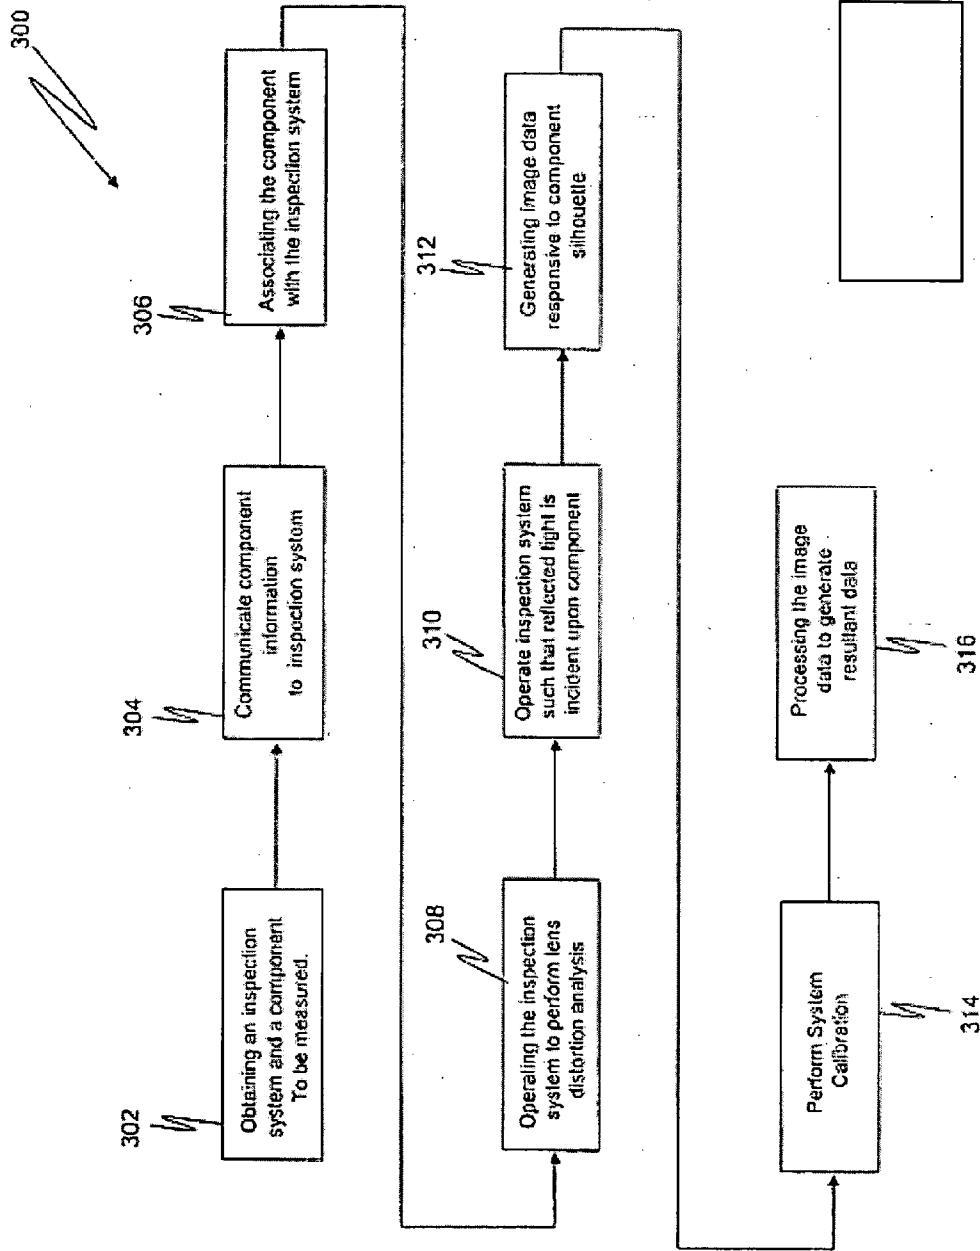 300
302
Obtaining an inspection
system and a component
To be measured.
304
Communicate component
information
to inspection system
306
Associating the component
with the inspection system
308
Operating the inspection
system to perform lens
distortion analysis
310
Operate inspection system
such that reflected light is
incident upon component
312
Generating image data
responsive to component
silhouette
Perform System
Calibration
314
Processing the image
data to generate
resultant data
316